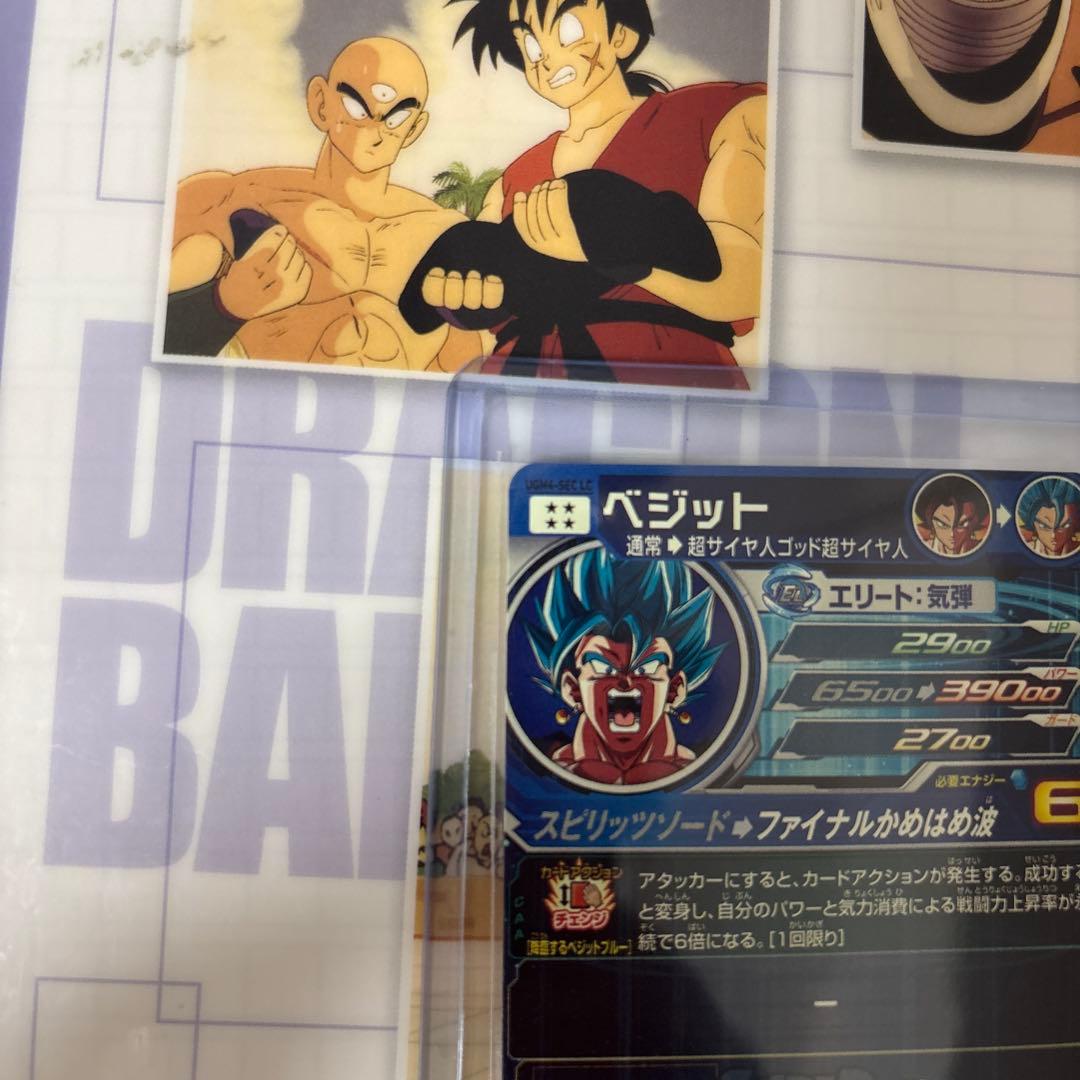 DRAGON
BAL
UGM4-SEC LC
ベジット
通常➡超サイヤ人ゴッド超サイヤ人
EL エリート:気弾
HP
2900
パワー
6500➡39000
ガード
2700
必要エナジー 6
スピリッツソード➡ファイナルかめはめ波
カードアクション
チェンジ
CAA
[降臨するベジットブルー]
アタッカーにすると、カードアクションが発生する。成功する
と変身し、自分のパワーと気力消費による戦闘力上昇率が
続で6倍になる。[1回限り]
ー